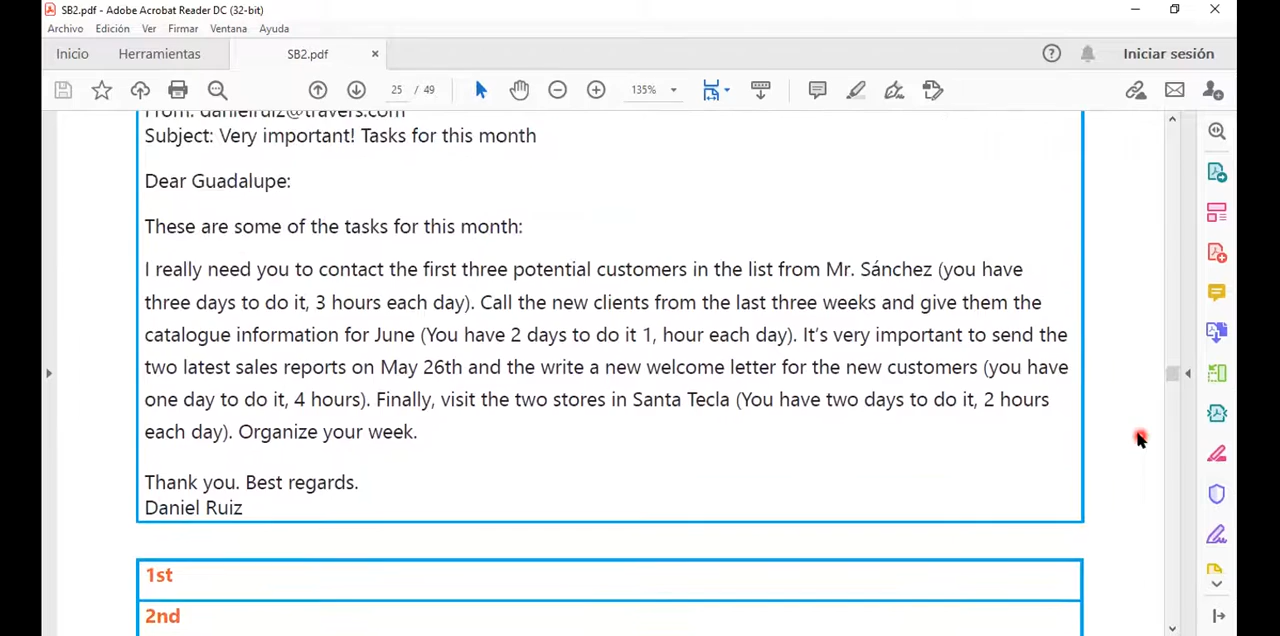 SB2.pdf - Adobe Acrobat Reader DC (32-bit)
Archivo Edición Ver Firmar Ventana Ayuda
Inicio Herramientas SB2.pdf × Iniciar sesión
25 / 49 135%
From: danielruiz@travers.com
Subject: Very important! Tasks for this month
Dear Guadalupe:
These are some of the tasks for this month:
I really need you to contact the first three potential customers in the list from Mr. Sánchez (you have
three days to do it, 3 hours each day). Call the new clients from the last three weeks and give them the
catalogue information for June (You have 2 days to do it 1, hour each day). It's very important to send the
two latest sales reports on May 26th and the write a new welcome letter for the new customers (you have
one day to do it, 4 hours). Finally, visit the two stores in Santa Tecla (You have two days to do it, 2 hours
each day). Organize your week.
Thank you. Best regards.
Daniel Ruiz
1st
2nd